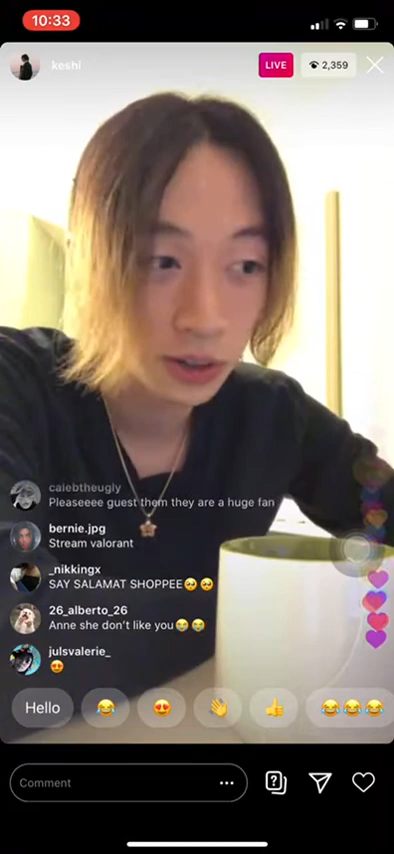 10:33
keshi
LIVE
2,359
calebtheugly
Pleaseeee guest them they are a huge fan
bernie.jpg
Stream valorant
_nikkingx
SAY SALAMAT SHOPPEE🥺🥺
26_alberto_26
Anne she don't like you😭😭
julsvalerie_
😍
Hello 😂 😍 👋 👍 😂😂😂
Comment ...